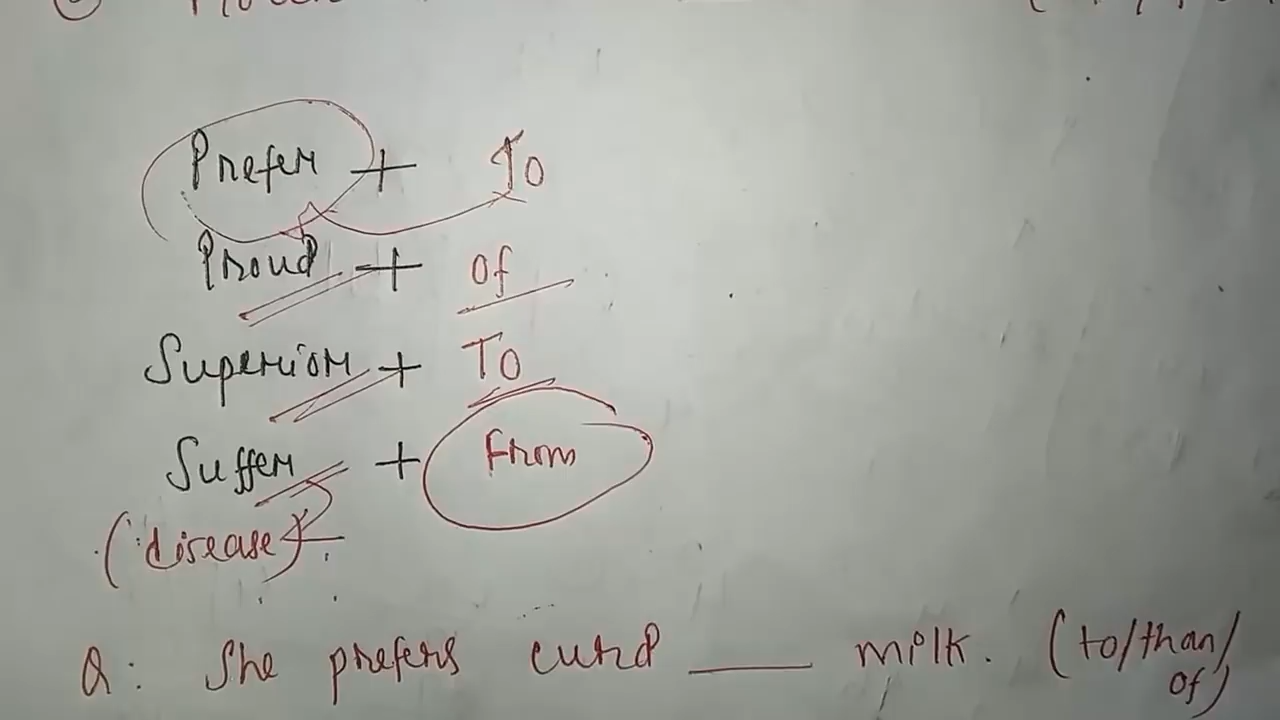 Prefer + To
Proud + of
Superior + To
Suffer + From
(disease)
Q: She prefers curd ____ milk. (to/than/
of)